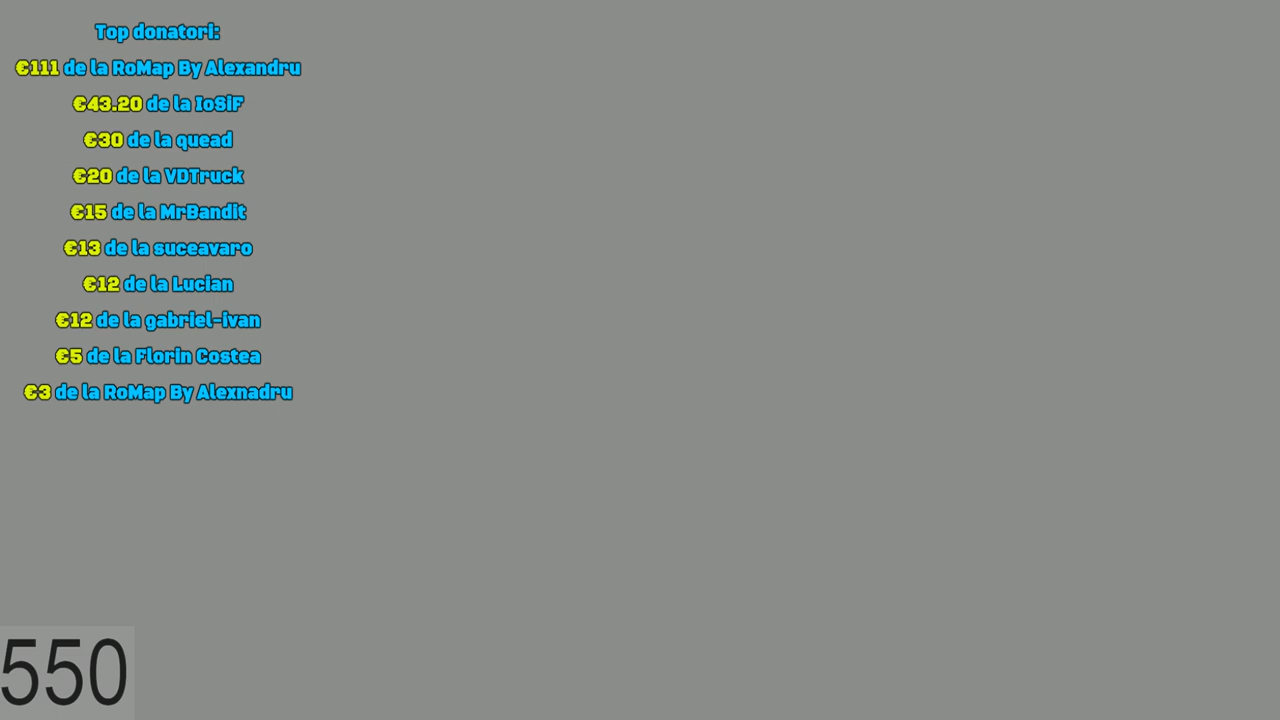 Top donatori:
€111 de la RoMap By Alexandru
€43.20 de la IoSiF
€30 de la quead
€20 de la VDTruck
€15 de la MrBandit
€13 de la suceavaro
€12 de la Lucian
€12 de la gabriel-ivan
€5 de la Florin Costea
€3 de la RoMap By Alexnadru
550